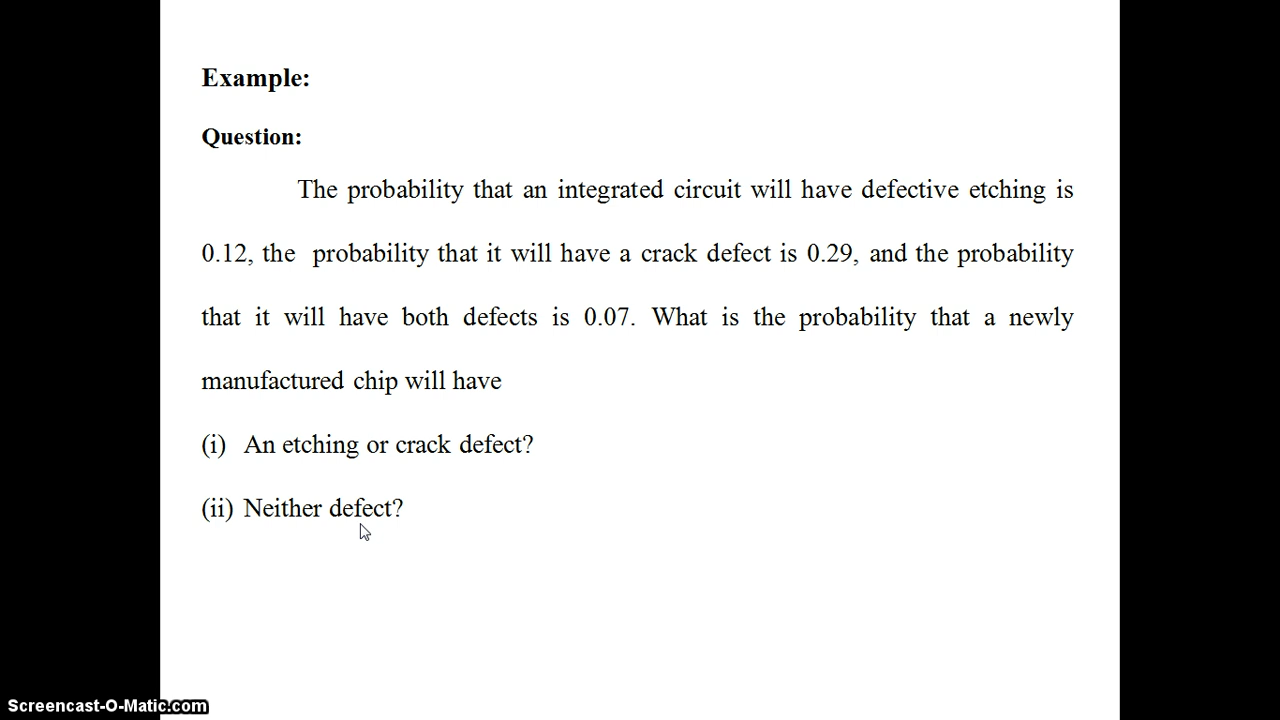 Example:
Question:
The probability that an integrated circuit will have defective etching is
0.12, the probability that it will have a crack defect is 0.29, and the probability
that it will have both defects is 0.07. What is the probability that a newly
manufactured chip will have
(i) An etching or crack defect?
(ii) Neither defect?
Screencast-O-Matic.com